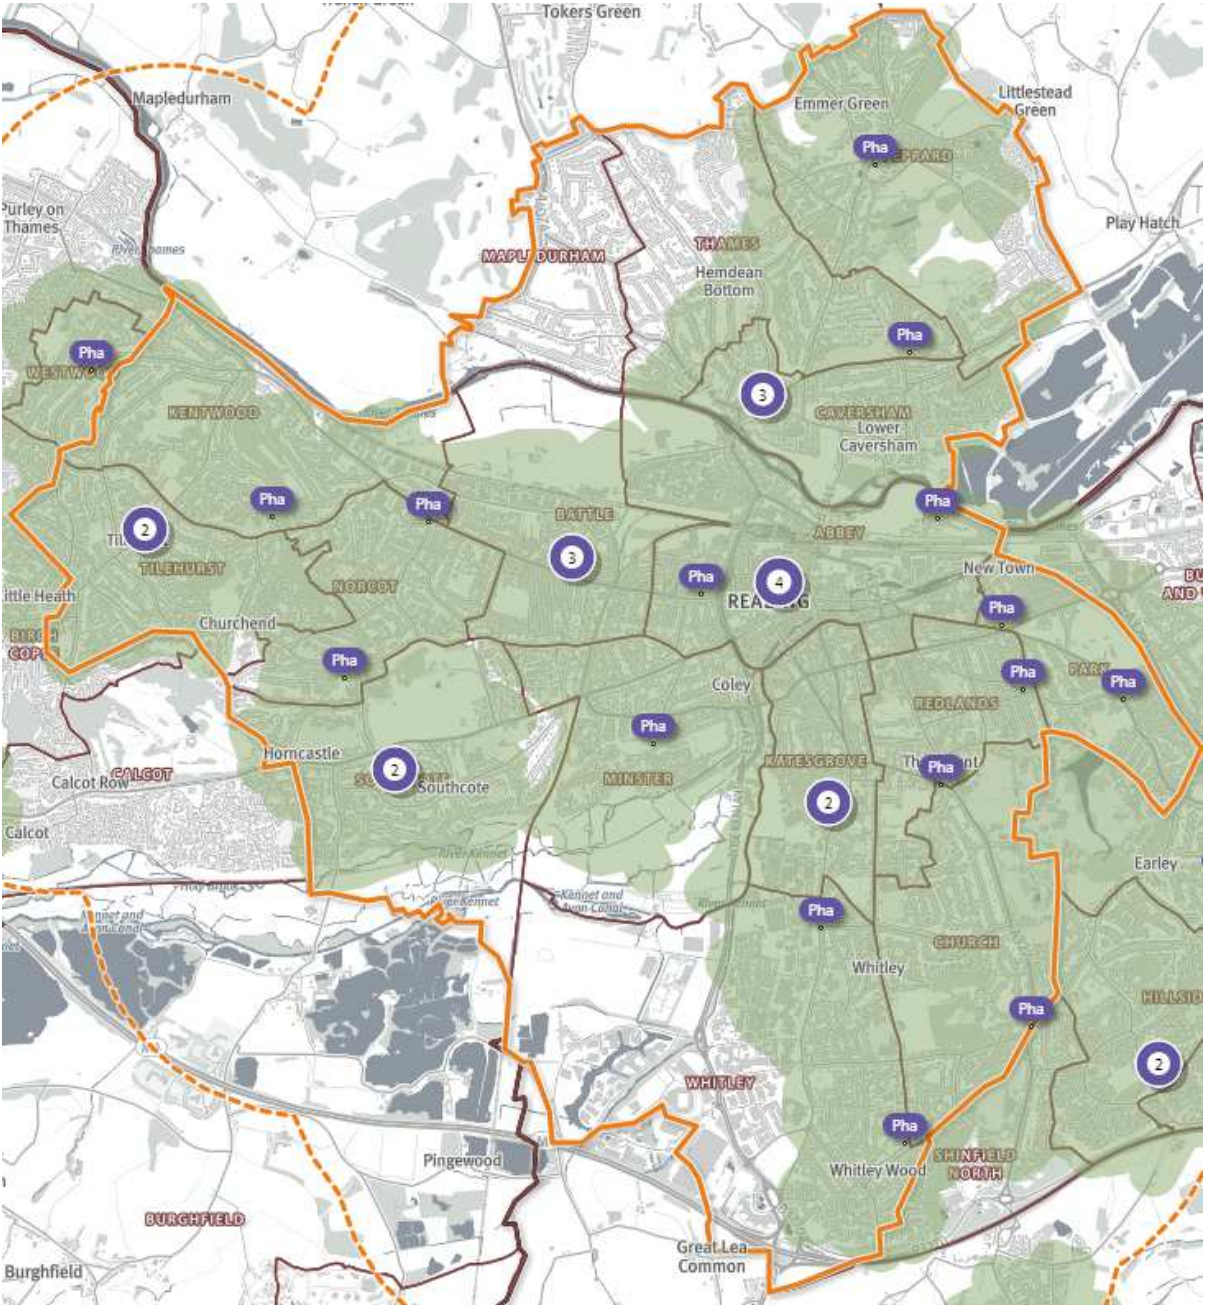 Tokers Green
Mapledurham
Emmer Green
Littlestead
Green
Pha
Purley on
Thames
Play Hatch
MAPLEDURHAM
THAMES
Hemdean
Bottom
Pha
Pha
KENTWOOD
3
CAVERSHAM
Lower
Caversham
Pha
Pha
Pha
2
BATTLE
ABBEY
3
TILEHURST
New Town
NORCOT
Pha
4
READING
Churchend
Pha
Pha
Pha
PARK
Pha
Coley
REDLANDS
Pha
Horncastle
KATESGROVE
Pha
CALCOT
Calcot Row
2
Southcote
MINSTER
2
Calcot
River Kennet
Earley
River Kennet
Kennet and
Avon Canal
Kennet and
Avon Canal
Pha
CHURCH
Whitley
Pha
2
WHITLEY
Pha
Pingewood
Whitley Wood
SHINFIELD
NORTH
BURGHFIELD
Great Lea
Common
Burghfield